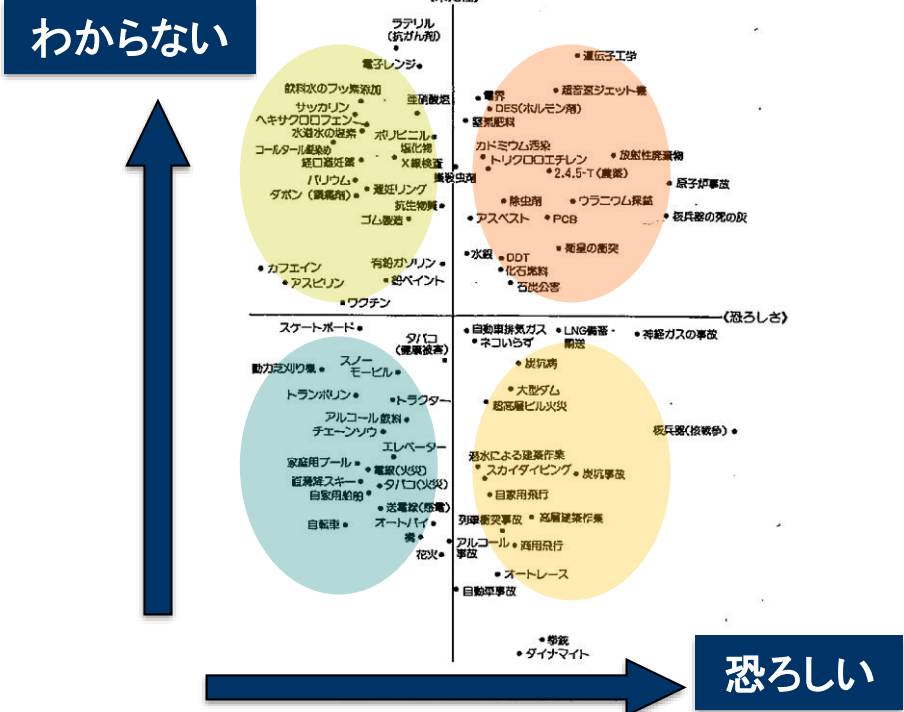 わからない
ラテリル
(抗がん剤)
電子レンジ
遺伝子工学
飲料水のフッ素添加
亜硝酸塩
電界
超音速ジェット機
サッカリン
DES(ホルモン剤)
ヘキサクロロフェン
窒素肥料
水道水の塩素
ポリビニル
塩化物
コールタール髪染め
カドミウム汚染
経口避妊薬
X線検査
トリクロロエチレン
放射性廃棄物
バリウム
殺虫剤
2.4.5-T(農薬)
原子炉事故
ダボン(鎮痛剤)
避妊リング
抗生物質
除虫剤
ウラニウム採鉱
ゴム製造
アスベスト
PCB
核兵器の死の灰
水銀
衛星の衝突
DDT
カフェイン
有鉛ガソリン
化石燃料
アスピリン
鉛ペイント
石炭公害
ワクチン
〈恐ろしさ〉
スケートボード
タバコ
(健康被害)
自動車排気ガス
ネコいらず
LNG備蓄・
輸送
神経ガスの事故
動力芝刈り機
スノー
モービル
炭坑病
トランポリン
トラクター
大型ダム
超高層ビル火災
アルコール飲料
チェーンソウ
核兵器(核戦争)
エレベーター
潜水による建築作業
家庭用プール
電線(火災)
スカイダイビング
炭坑事故
直滑降スキー
タバコ(火災)
自家用船舶
自家用飛行
送電線(感電)
自転車
オートバイ
列車衝突事故
高層建築作業
橋
アルコール
事故
商用飛行
花火
オートレース
自動車事故
拳銃
ダイナマイト
恐ろしい